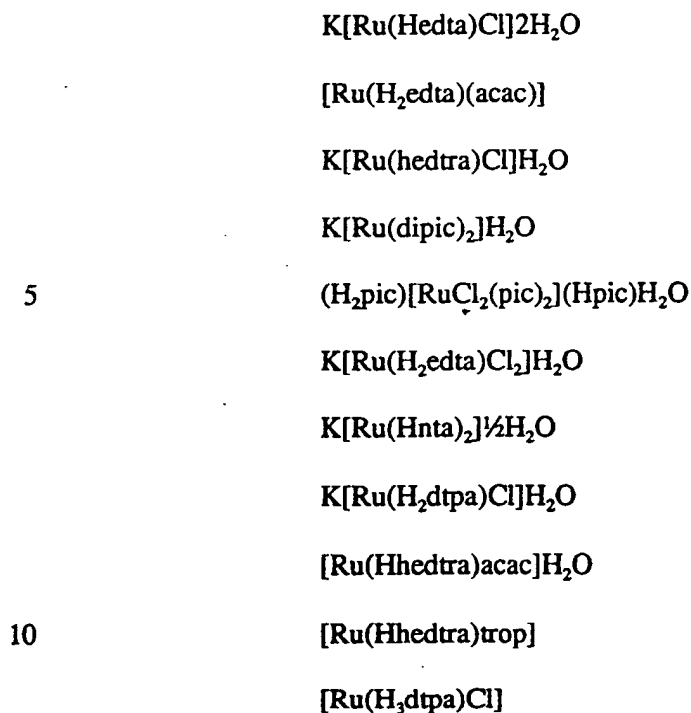 K[Ru(Hedta)Cl]2H₂O
[Ru(H₂edta)(acac)]
K[Ru(hedtra)Cl]H₂O
K[Ru(dipic)₂]H₂O
5 (H₂pic)[RuCl₂(pic)₂](Hpic)H₂O
K[Ru(H₂edta)Cl₂]H₂O
K[Ru(Hnta)₂]½H₂O
K[Ru(H₂dtpa)Cl]H₂O
[Ru(Hhedtra)acac]H₂O
10 [Ru(Hhedtra)trop]
[Ru(H₃dtpa)Cl]